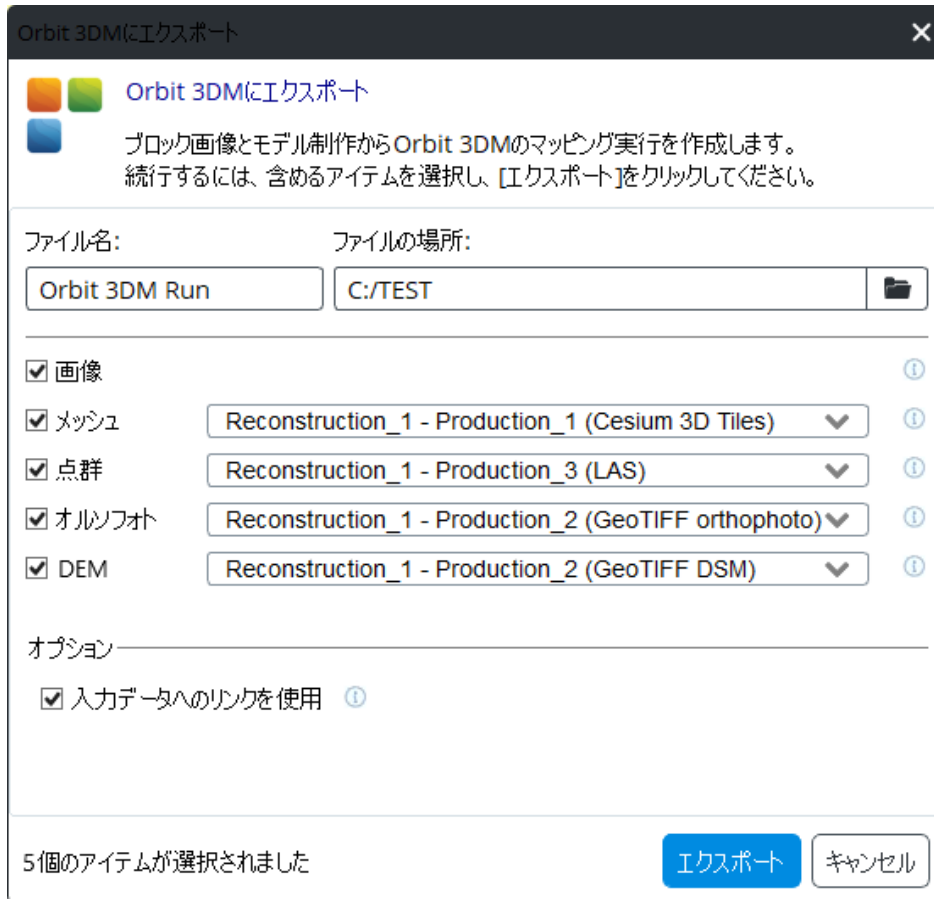 Orbit 3DMにエクスポート
Orbit 3DMにエクスポート
ブロック画像とモデル制作からOrbit 3DMのマッピング実行を作成します。
続行するには、含めるアイテムを選択し、[エクスポート]をクリックしてください。
ファイル名: ファイルの場所:
Orbit 3DM Run C:/TEST
画像
メッシュ Reconstruction_1 - Production_1 (Cesium 3D Tiles)
点群 Reconstruction_1 - Production_3 (LAS)
オルソフォト Reconstruction_1 - Production_2 (GeoTIFF orthophoto)
DEM Reconstruction_1 - Production_2 (GeoTIFF DSM)
オプション
入力データへのリンクを使用
5個のアイテムが選択されました エクスポート キャンセル